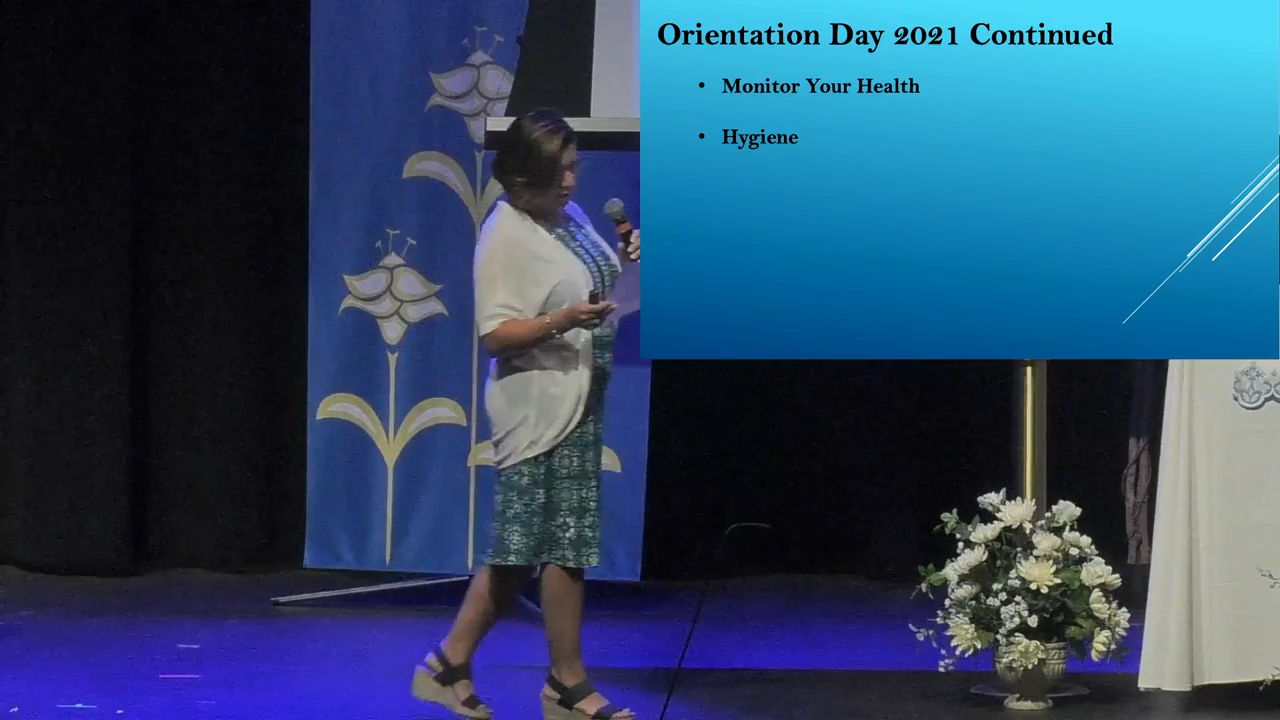 Orientation Day 2021 Continued
• Monitor Your Health
• Hygiene